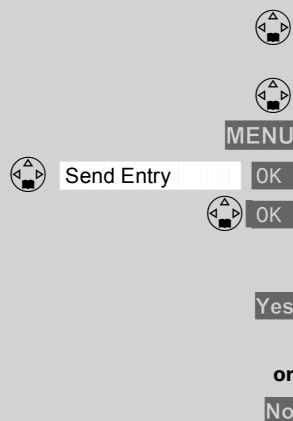 MENU
Send Entry OK
OK
Yes
or
No